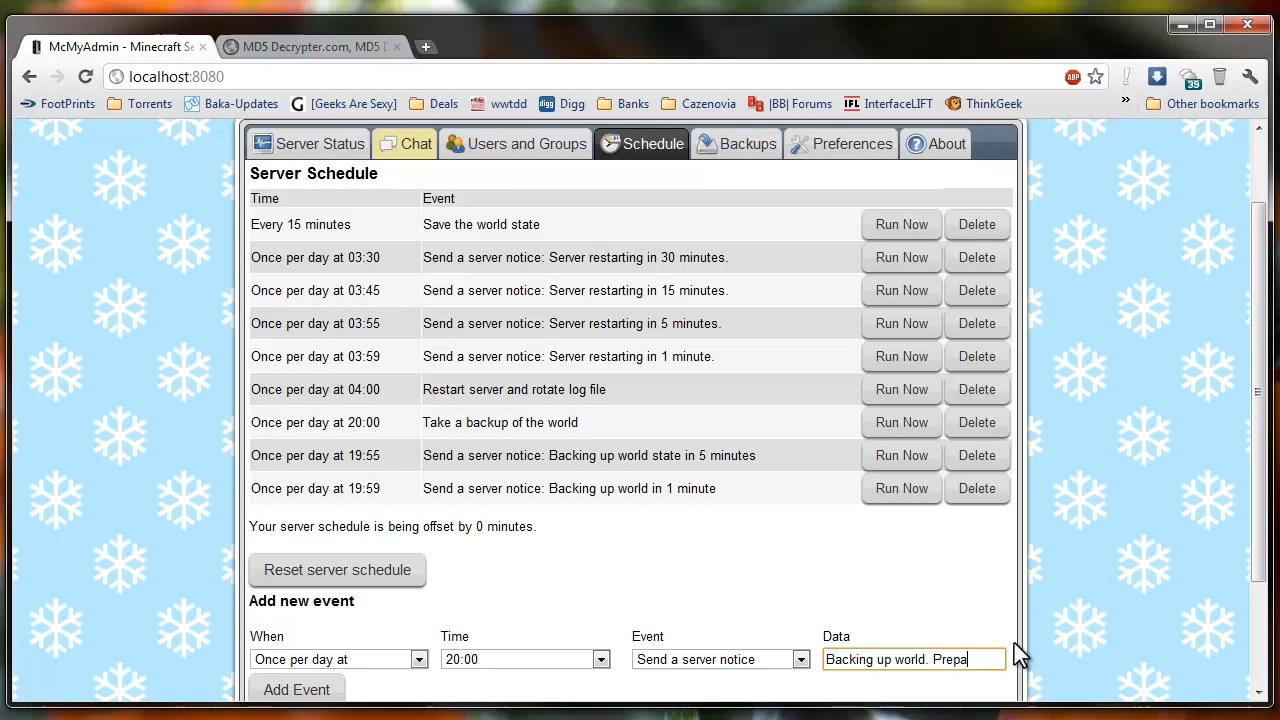 McMyAdmin - Minecraft Se
MD5 Decrypter.com, MD5 D
localhost:8080
ABP
39
FootPrints
Torrents
Baka-Updates
G [Geeks Are Sexy]
Deals
wwtdd
digg Digg
Banks
Cazenovia
BB |BB| Forums
IFL InterfaceLIFT
ThinkGeek
»
Other bookmarks
Server Status
Chat
Users and Groups
Schedule
Backups
Preferences
About
Server Schedule
Time Event
Every 15 minutes Save the world state Run Now Delete
Once per day at 03:30 Send a server notice: Server restarting in 30 minutes. Run Now Delete
Once per day at 03:45 Send a server notice: Server restarting in 15 minutes. Run Now Delete
Once per day at 03:55 Send a server notice: Server restarting in 5 minutes. Run Now Delete
Once per day at 03:59 Send a server notice: Server restarting in 1 minute. Run Now Delete
Once per day at 04:00 Restart server and rotate log file Run Now Delete
Once per day at 20:00 Take a backup of the world Run Now Delete
Once per day at 19:55 Send a server notice: Backing up world state in 5 minutes Run Now Delete
Once per day at 19:59 Send a server notice: Backing up world in 1 minute Run Now Delete
Your server schedule is being offset by 0 minutes.
Reset server schedule
Add new event
When Time Event Data
Once per day at 20:00 Send a server notice Backing up world. Prepa
Add Event